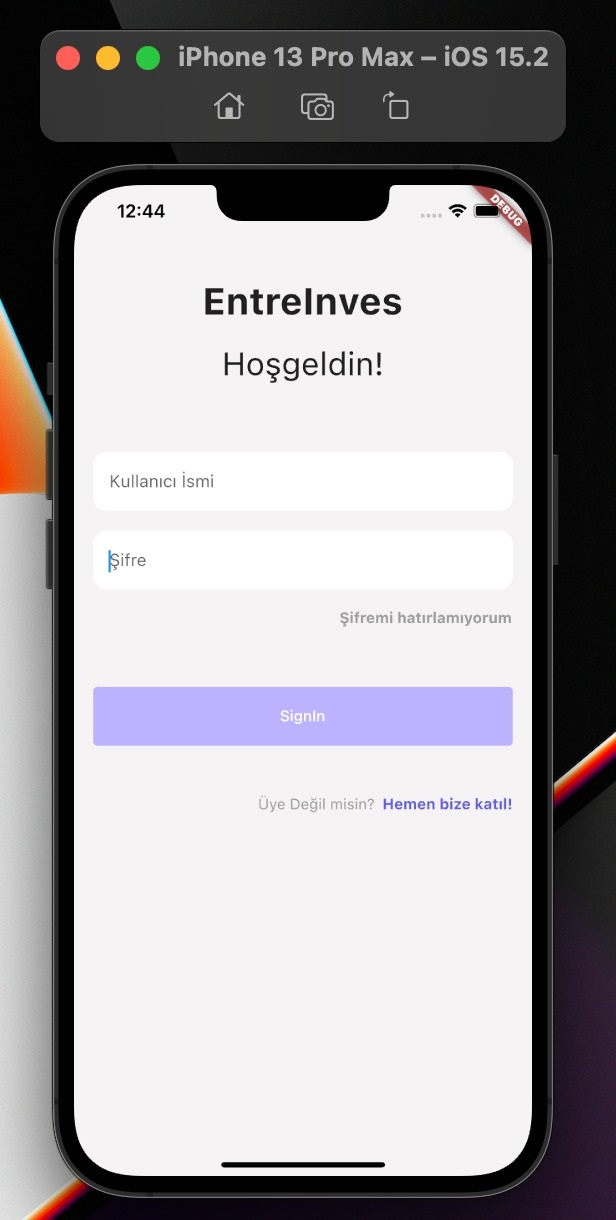 iPhone 13 Pro Max – iOS 15.2
12:44
DEBUG
EntreInves
Hoşgeldin!
Kullanıcı İsmi
Şifre
Şifremi hatırlamıyorum
SignIn
Üye Değil misin? Hemen bize katıl!